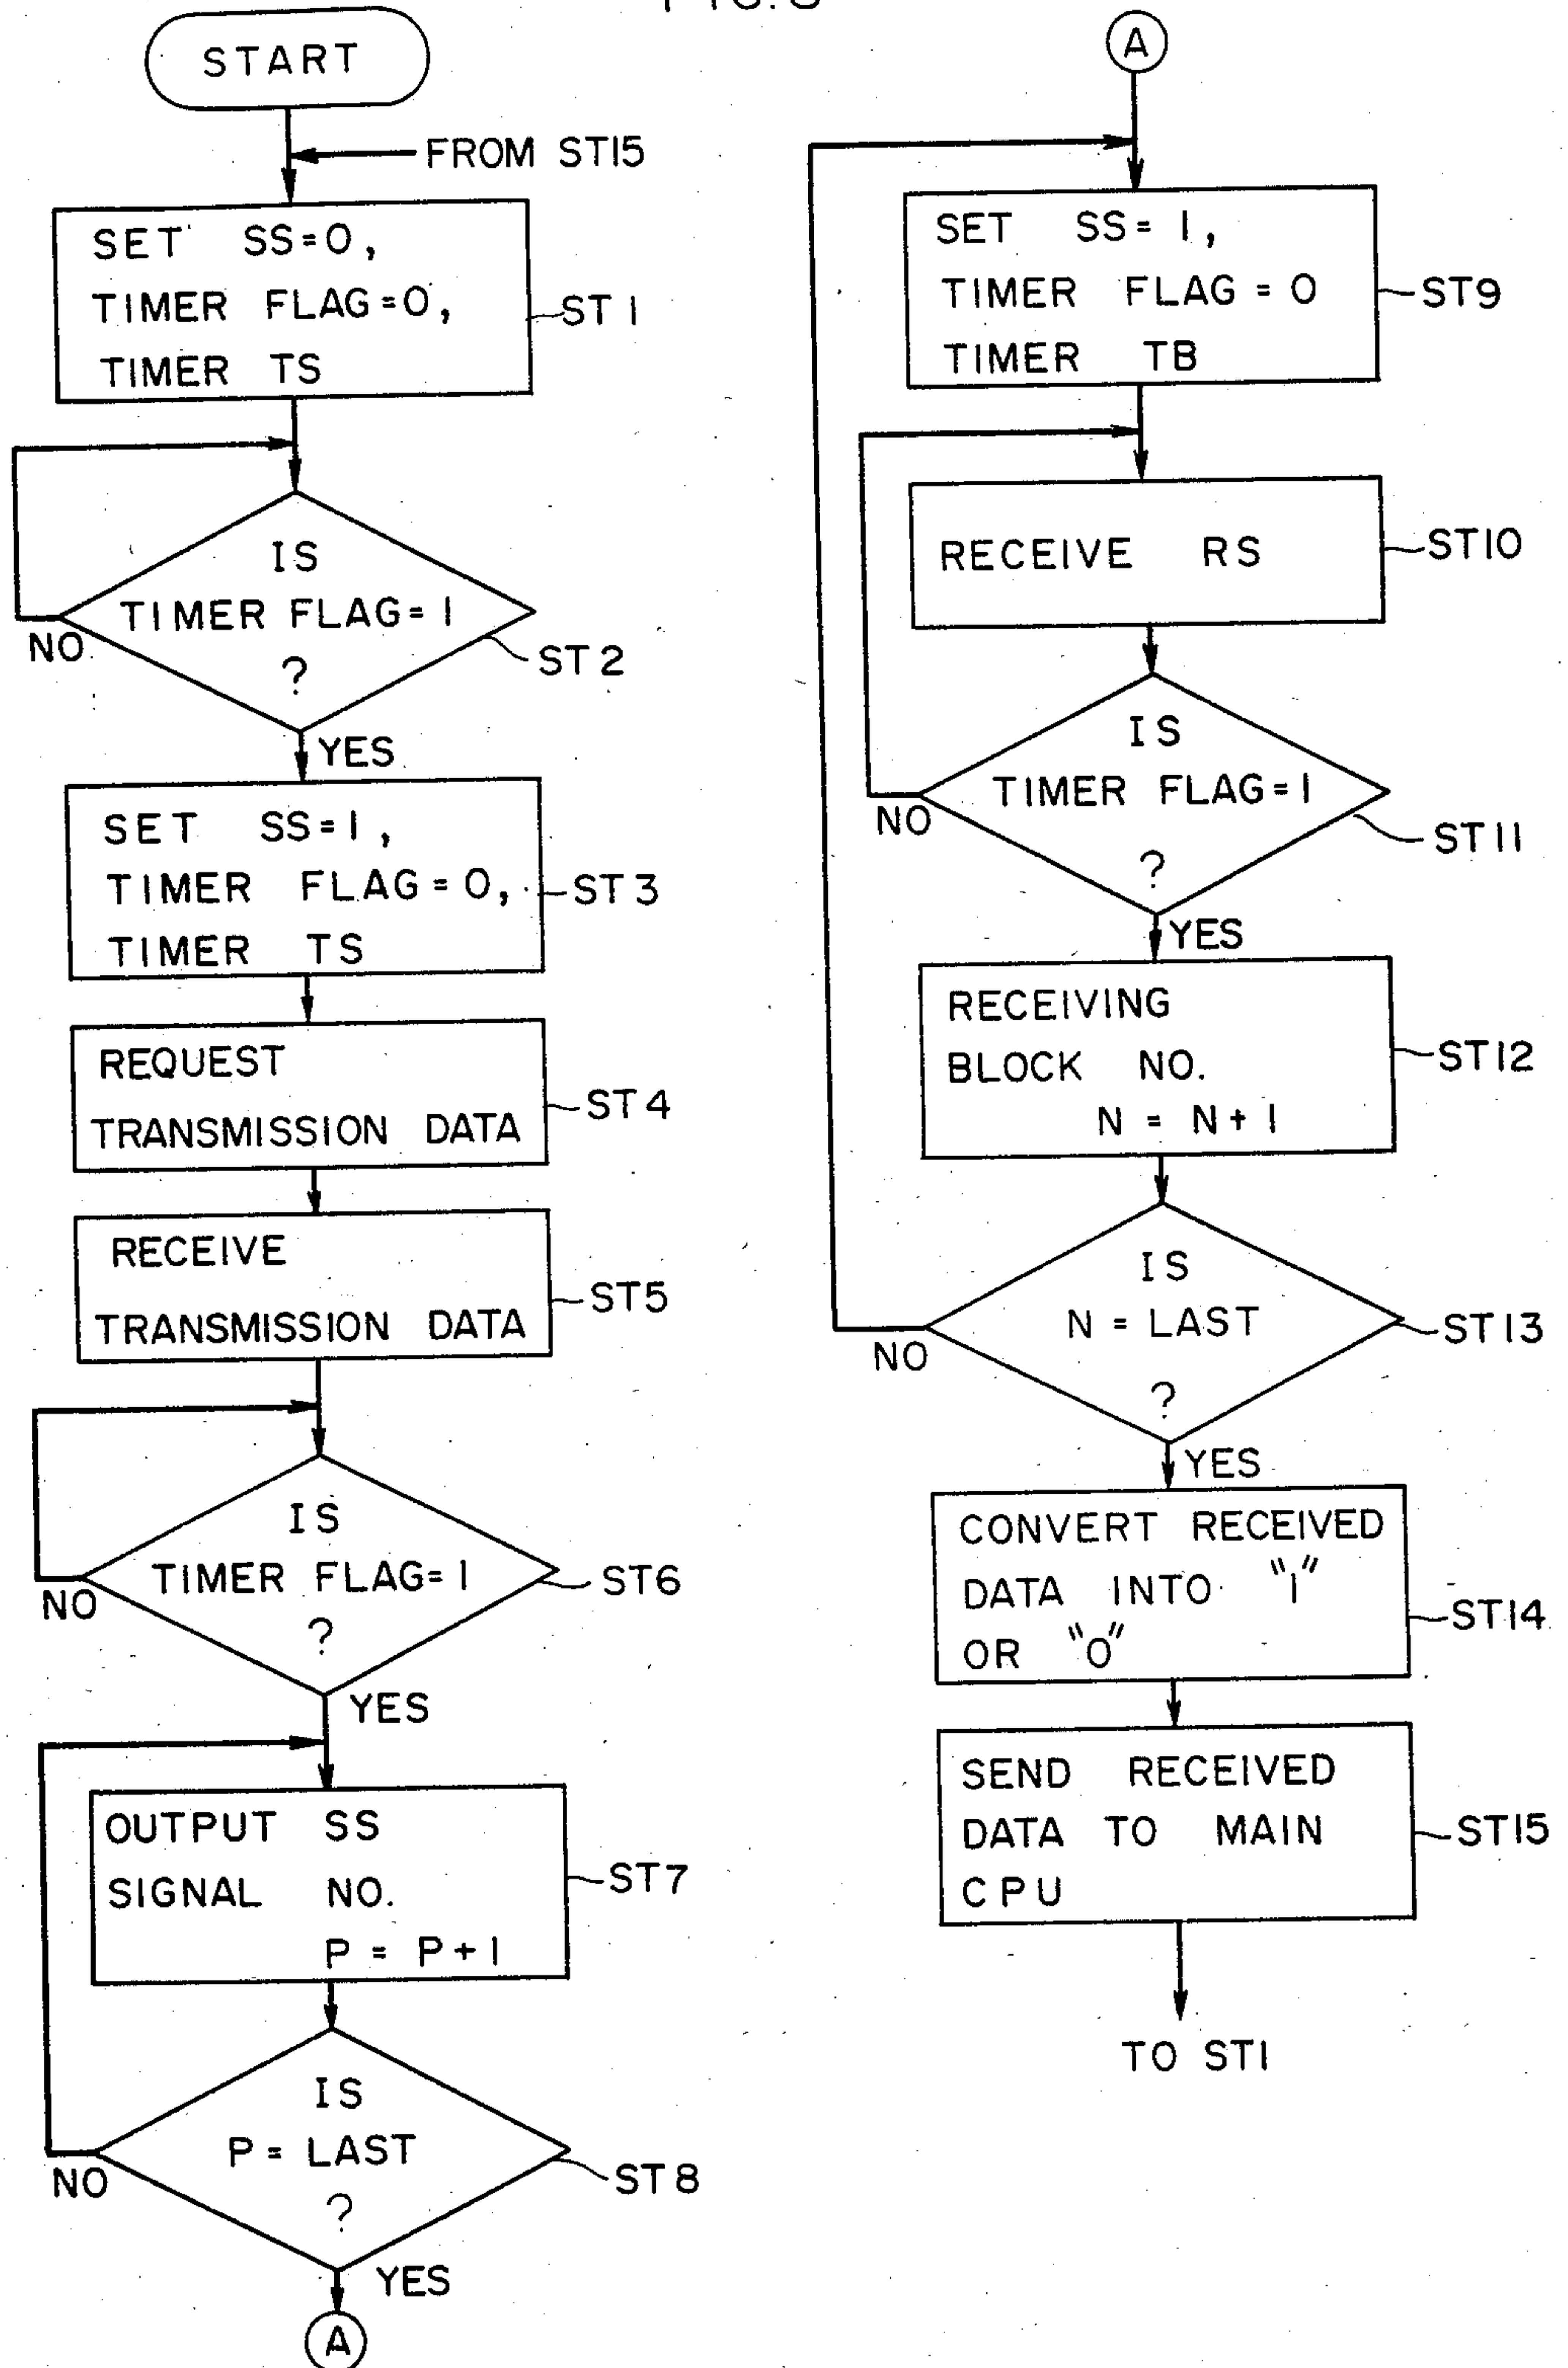 START
FROM ST15
SET SS=0,
TIMER FLAG=0,
TIMER TS
ST1
IS
TIMER FLAG=1
?
NO
ST2
YES
SET SS=1,
TIMER FLAG=0,
TIMER TS
ST3
REQUEST
TRANSMISSION DATA
ST4
RECEIVE
TRANSMISSION DATA
ST5
IS
TIMER FLAG=1
?
NO
ST6
YES
OUTPUT SS
SIGNAL NO.
P = P+1
ST7
IS
P = LAST
?
NO
ST8
YES
A
A
SET SS=1,
TIMER FLAG=0
TIMER TB
ST9
RECEIVE RS
ST10
IS
TIMER FLAG=1
?
NO
ST11
YES
RECEIVING
BLOCK NO.
N = N+1
ST12
IS
N = LAST
?
NO
ST13
YES
CONVERT RECEIVED
DATA INTO "1"
OR "0"
ST14
SEND RECEIVED
DATA TO MAIN
CPU
ST15
TO ST1